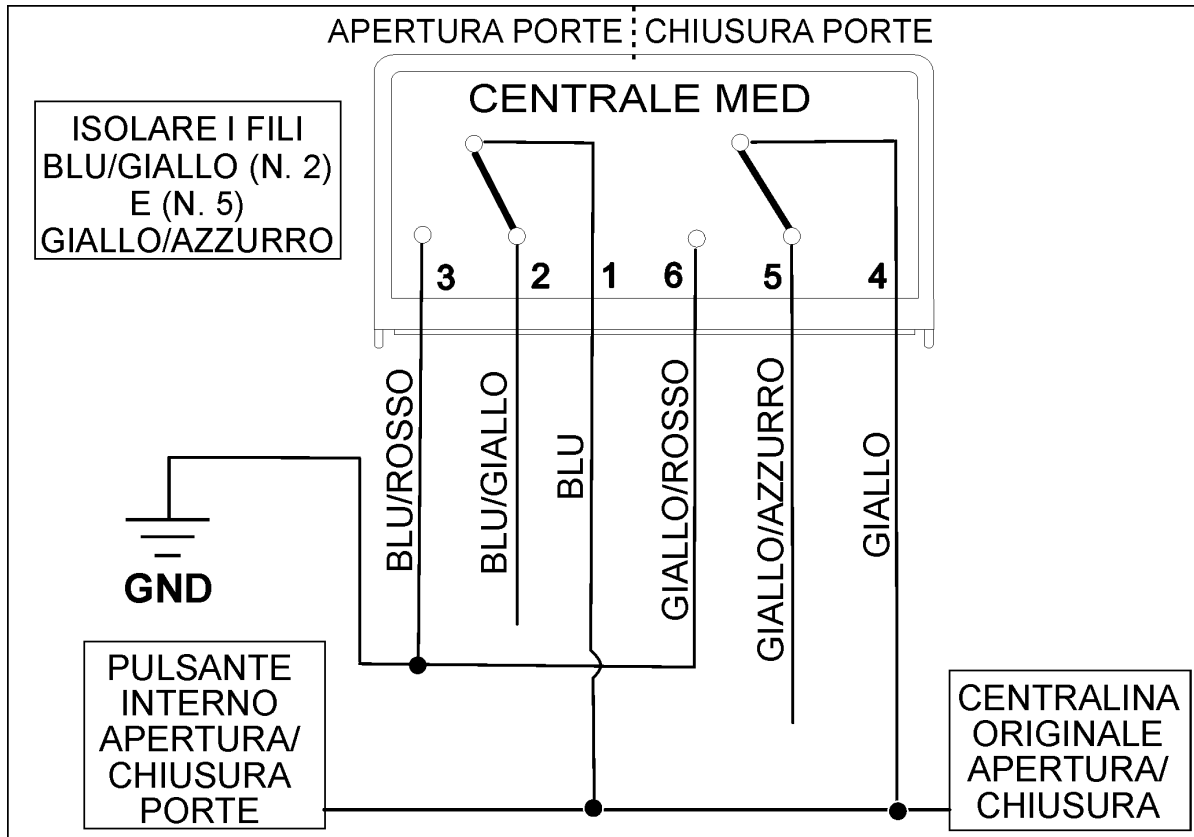 APERTURA PORTE CHIUSURA PORTE
CENTRALE MED
ISOLARE I FILI
BLU/GIALLO (N. 2)
E (N. 5)
GIALLO/AZZURRO
3 2 1 6 5 4
BLU/ROSSO
BLU/GIALLO
BLU
GIALLO/ROSSO
GIALLO/AZZURRO
GIALLO
GND
PULSANTE
INTERNO
APERTURA/
CHIUSURA
PORTE
CENTRALINA
ORIGINALE
APERTURA/
CHIUSURA